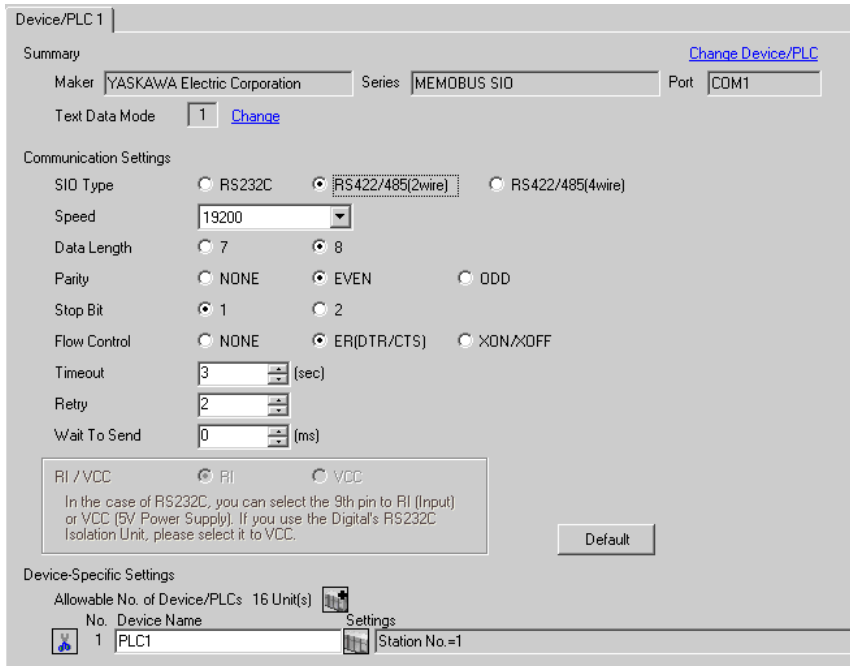 Device/PLC 1
Summary Change Device/PLC
Maker YASKAWA Electric Corporation Series MEMOBUS SIO Port COM1
Text Data Mode 1 Change
Communication Settings
SIO Type RS232C RS422/485(2wire) RS422/485(4wire)
Speed 19200
Data Length 7 8
Parity NONE EVEN ODD
Stop Bit 1 2
Flow Control NONE ER(DTR/CTS) XON/XOFF
Timeout 3 (sec)
Retry 2
Wait To Send 0 (ms)
RI / VCC RI VCC
In the case of RS232C, you can select the 9th pin to RI (Input)
or VCC (5V Power Supply). If you use the Digital's RS232C
Isolation Unit, please select it to VCC.
Default
Device-Specific Settings
Allowable No. of Device/PLCs 16 Unit(s)
No. Device Name Settings
1 PLC1 Station No.=1